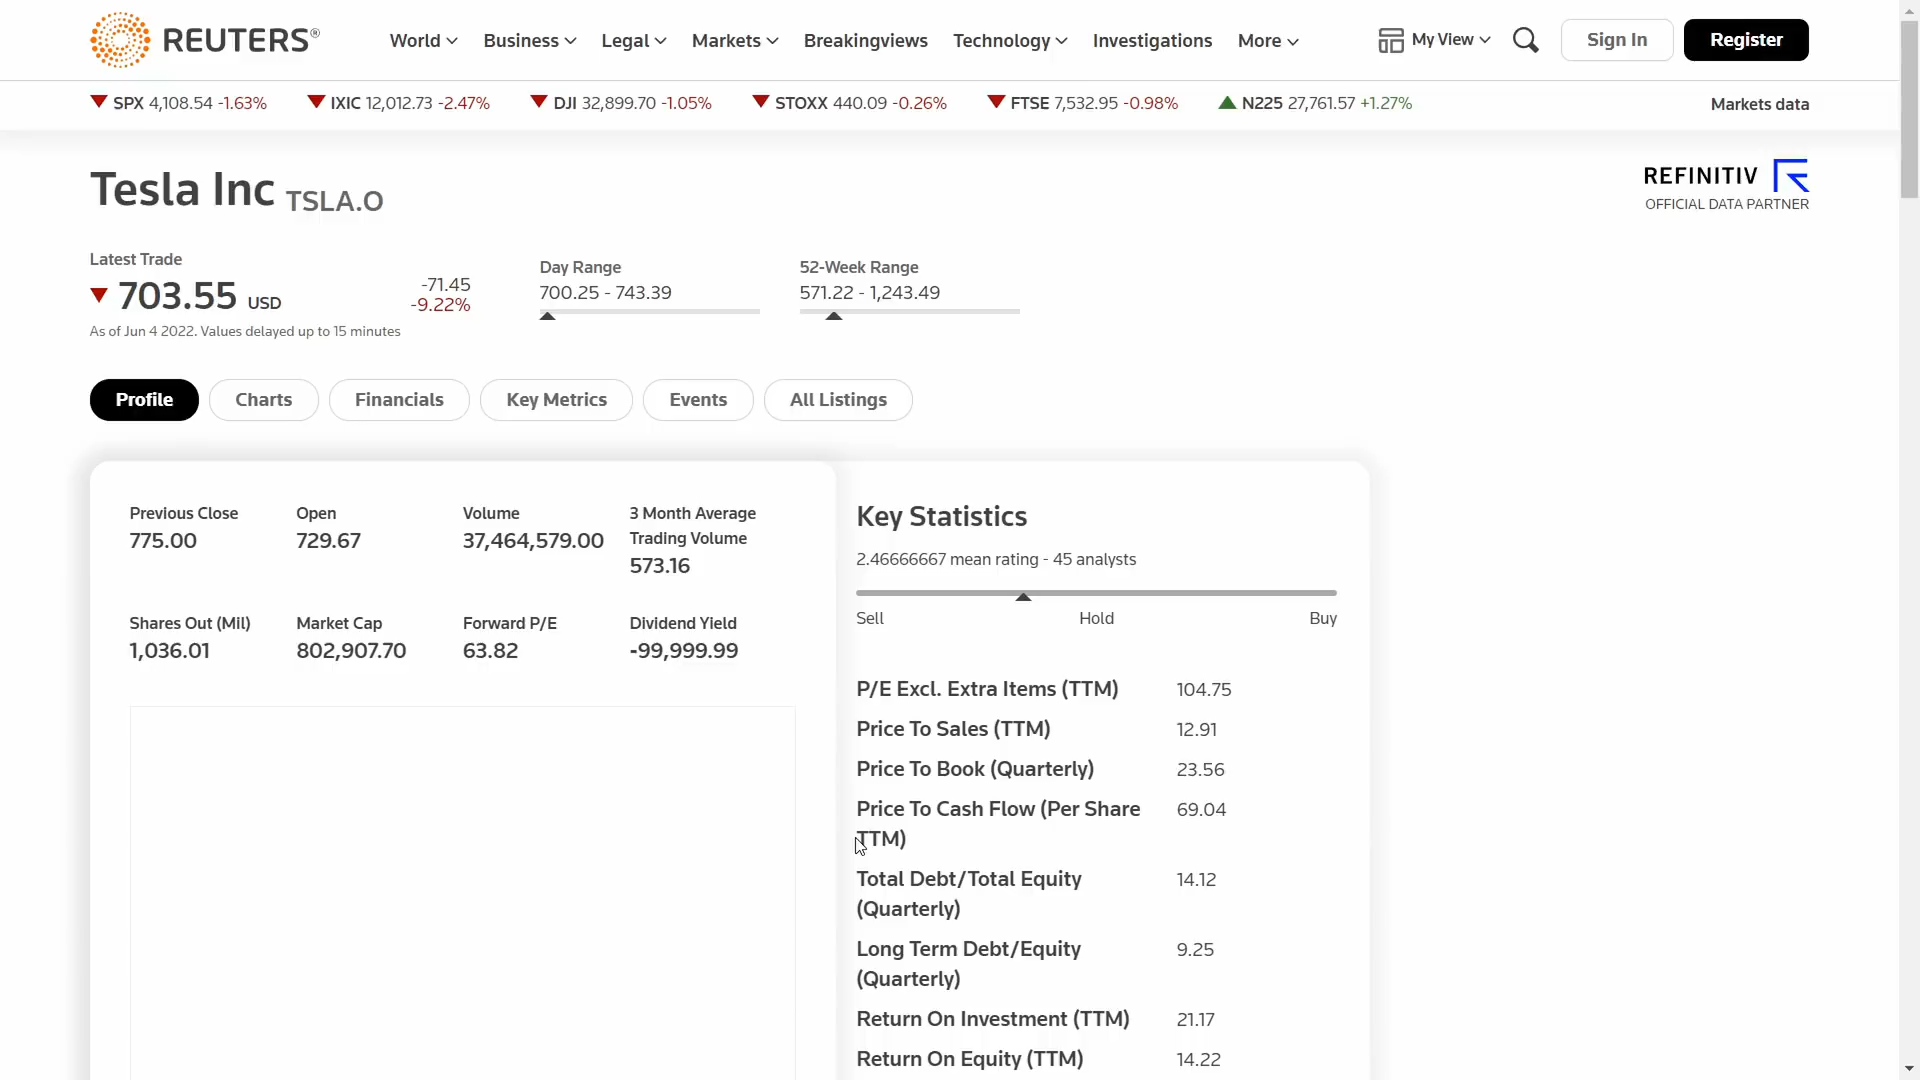 REUTERS®
World Business Legal Markets Breakingviews Technology Investigations More My View Sign In Register
SPX 4,108.54 -1.63% IXIC 12,012.73 -2.47% DJI 32,899.70 -1.05% STOXX 440.09 -0.26% FTSE 7,532.95 -0.98% N225 27,761.57 +1.27% Markets data
Tesla Inc TSLA.O
REFINITIV
OFFICIAL DATA PARTNER
Latest Trade
703.55 USD
-71.45
-9.22%
As of Jun 4 2022. Values delayed up to 15 minutes
Day Range
700.25 - 743.39
52-Week Range
571.22 - 1,243.49
Profile Charts Financials Key Metrics Events All Listings
Previous Close
775.00
Open
729.67
Volume
37,464,579.00
3 Month Average
Trading Volume
573.16
Shares Out (Mil)
1,036.01
Market Cap
802,907.70
Forward P/E
63.82
Dividend Yield
-99,999.99
Key Statistics
2.46666667 mean rating - 45 analysts
Sell Hold Buy
P/E Excl. Extra Items (TTM) 104.75
Price To Sales (TTM) 12.91
Price To Book (Quarterly) 23.56
Price To Cash Flow (Per Share 69.04
TTM)
Total Debt/Total Equity 14.12
(Quarterly)
Long Term Debt/Equity 9.25
(Quarterly)
Return On Investment (TTM) 21.17
Return On Equity (TTM) 14.22